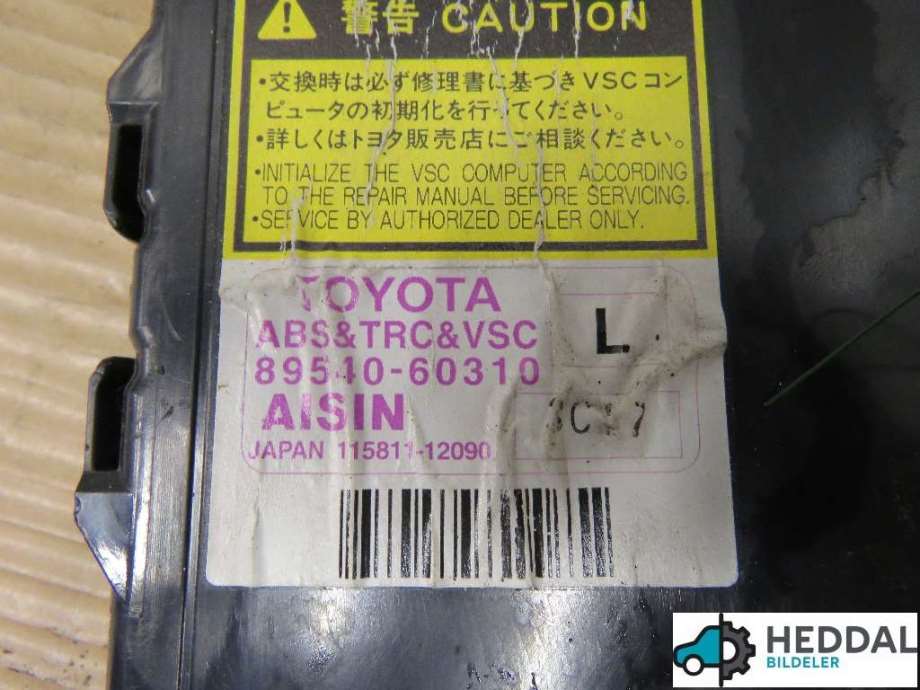 警告 CAUTION
・交換時は必ず修理書に基づきVSCコン
ピュータの初期化を行ってください。
・詳しくはトヨタ販売店にご相談ください。
・INITIALIZE THE VSC COMPUTER ACCORDING
TO THE REPAIR MANUAL BEFORE SERVICING.
・SERVICE BY AUTHORIZED DEALER ONLY.
TOYOTA
ABS&TRC&VSC
L
89540-60310
AISIN
JAPAN 115811-12090
HEDDAL
BILDELER